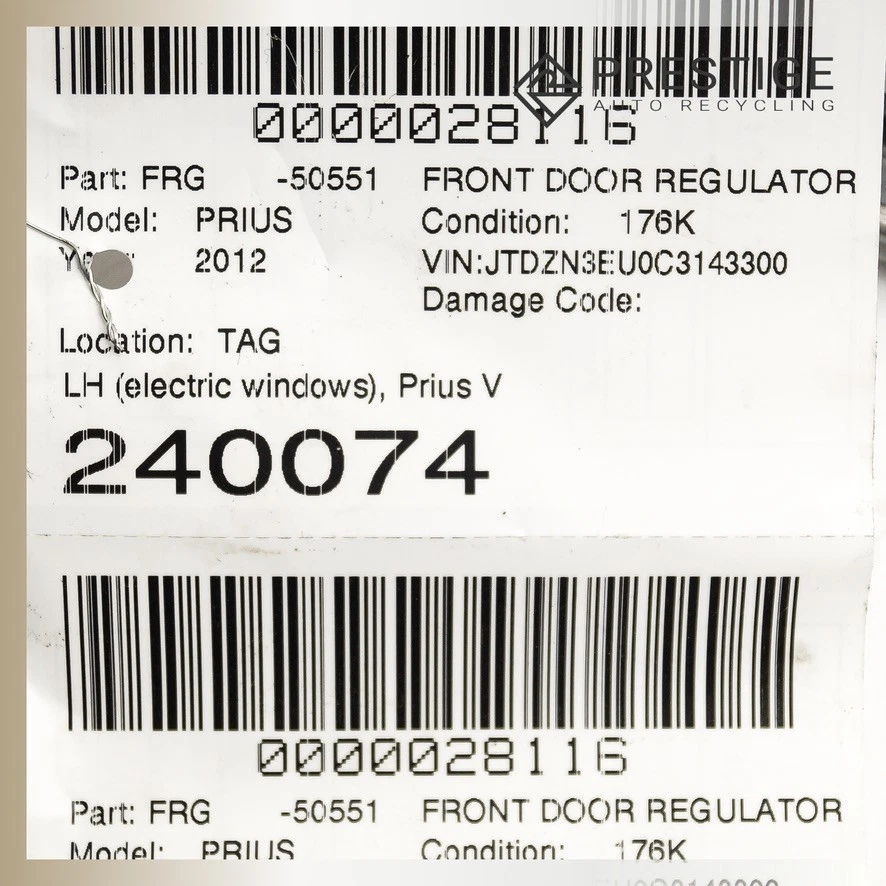 PRESTIGE
AUTO RECYCLING
0000028116
Part: FRG -50551 FRONT DOOR REGULATOR
Model: PRIUS Condition: 176K
2012 VIN:JTDZN3EU0C3143300
Damage Code:
Location: TAG
LH (electric windows), Prius V
240074
0000028116
Part: FRG -50551 FRONT DOOR REGULATOR
Model: PRIUS Condition: 176K